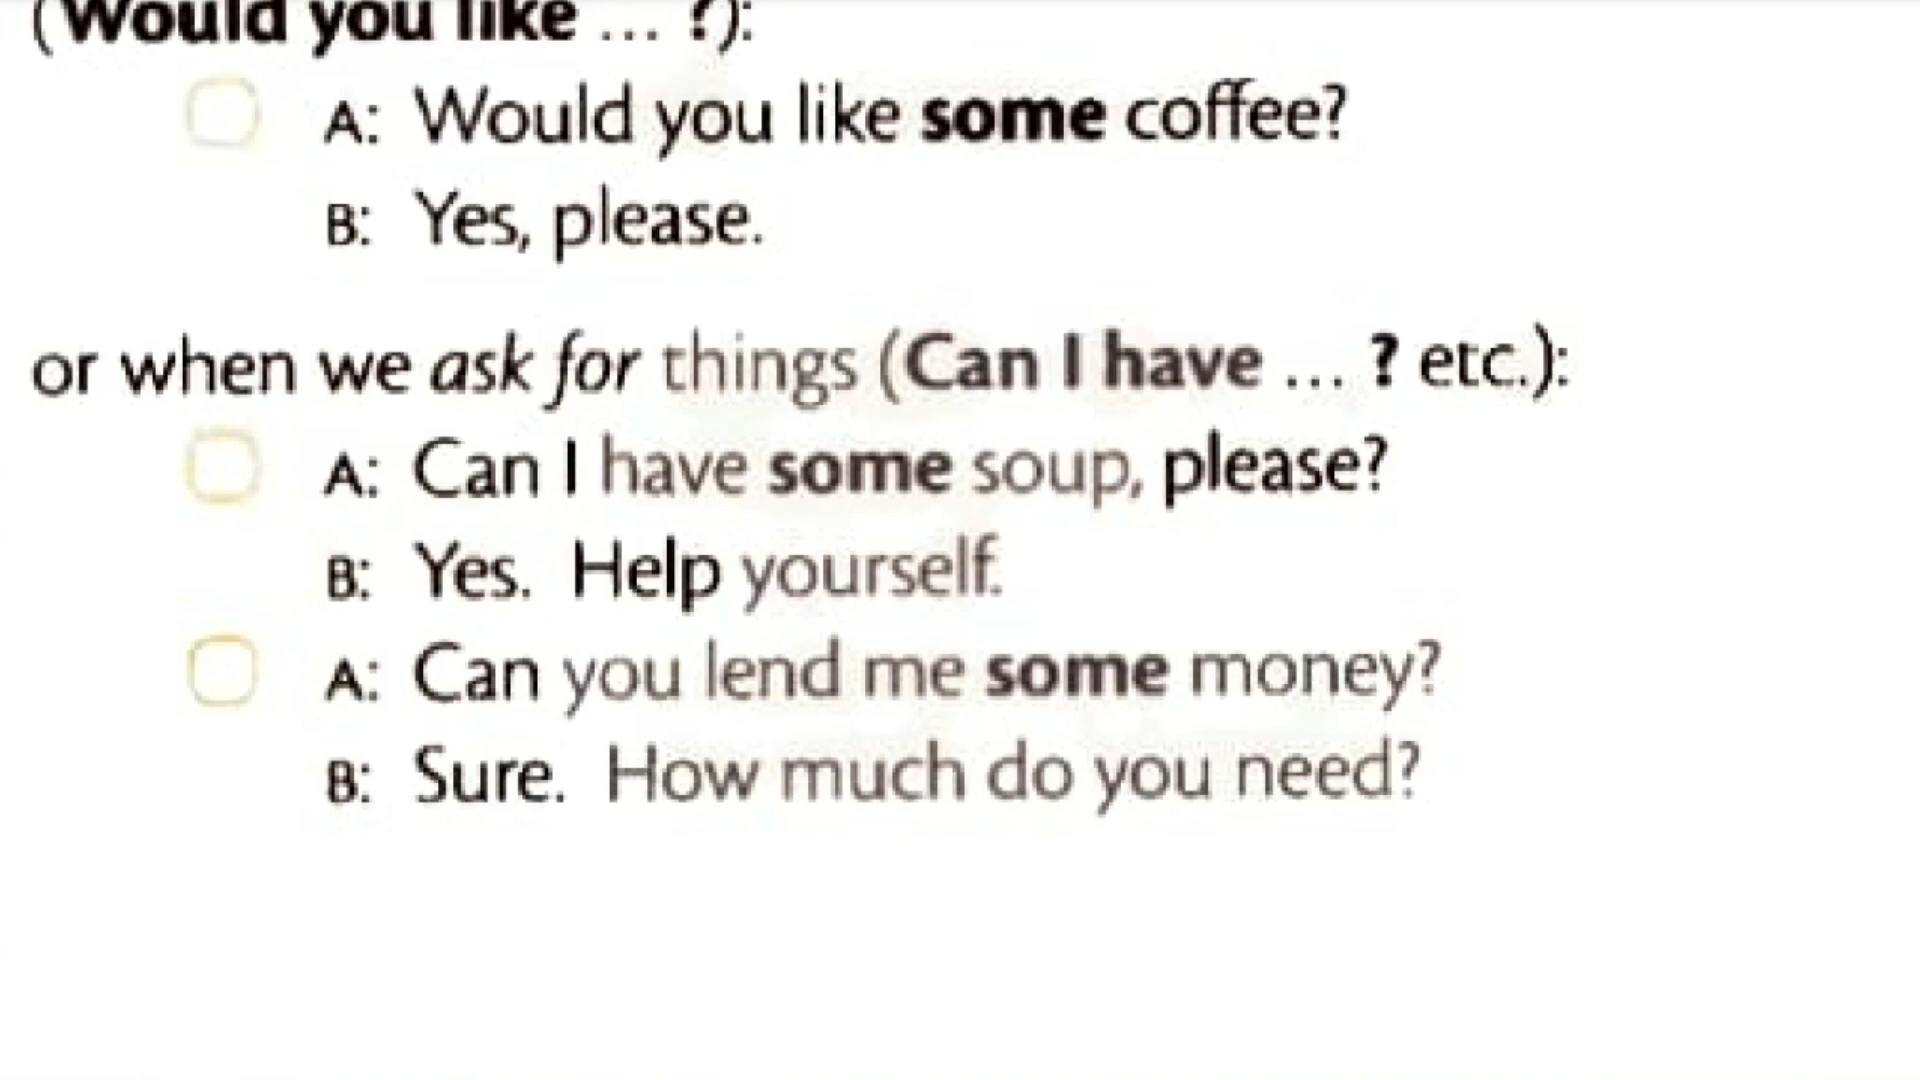 (Would you like ... ?):
A: Would you like some coffee?
B: Yes, please.
or when we ask for things (Can I have ... ? etc.):
A: Can I have some soup, please?
B: Yes. Help yourself.
A: Can you lend me some money?
B: Sure. How much do you need?